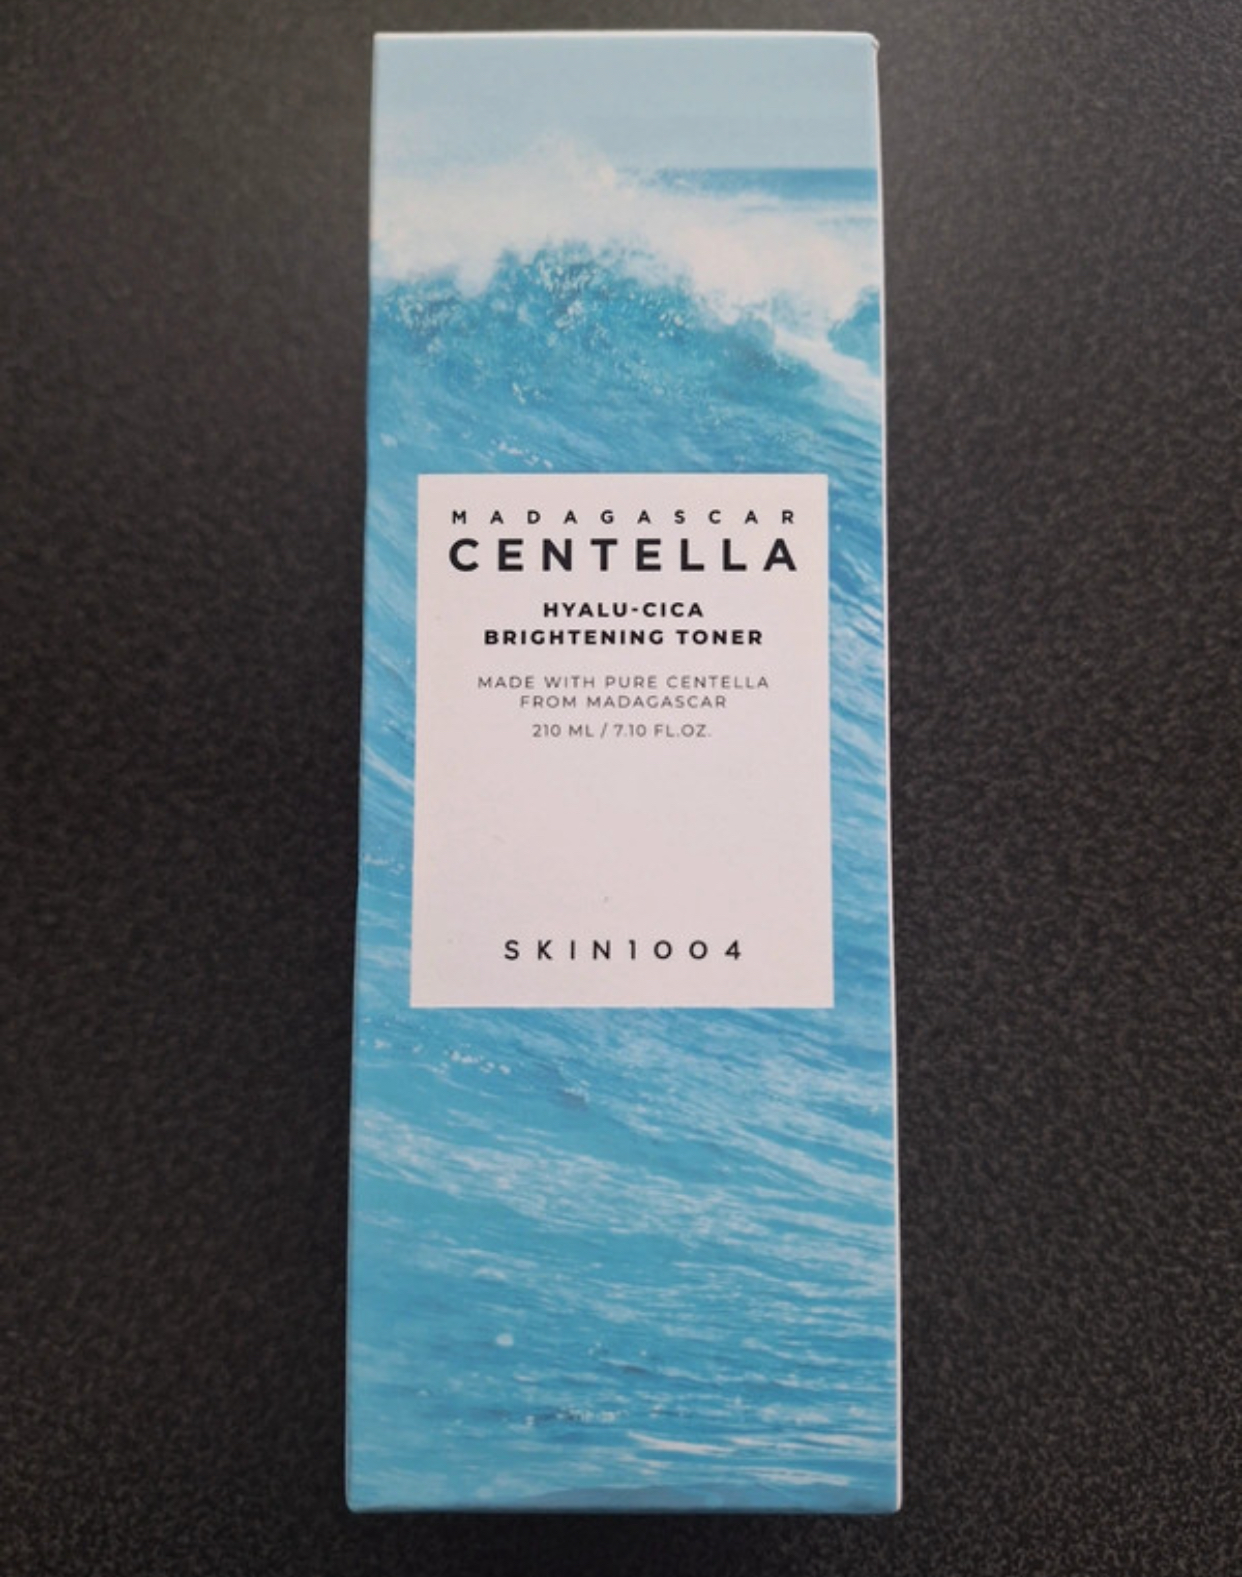 MADAGASCAR
CENTELLA
HYALU-CICA
BRIGHTENING TONER
MADE WITH PURE CENTELLA
FROM MADAGASCAR
210 ML / 7.10 FL.OZ.
SKIN1004